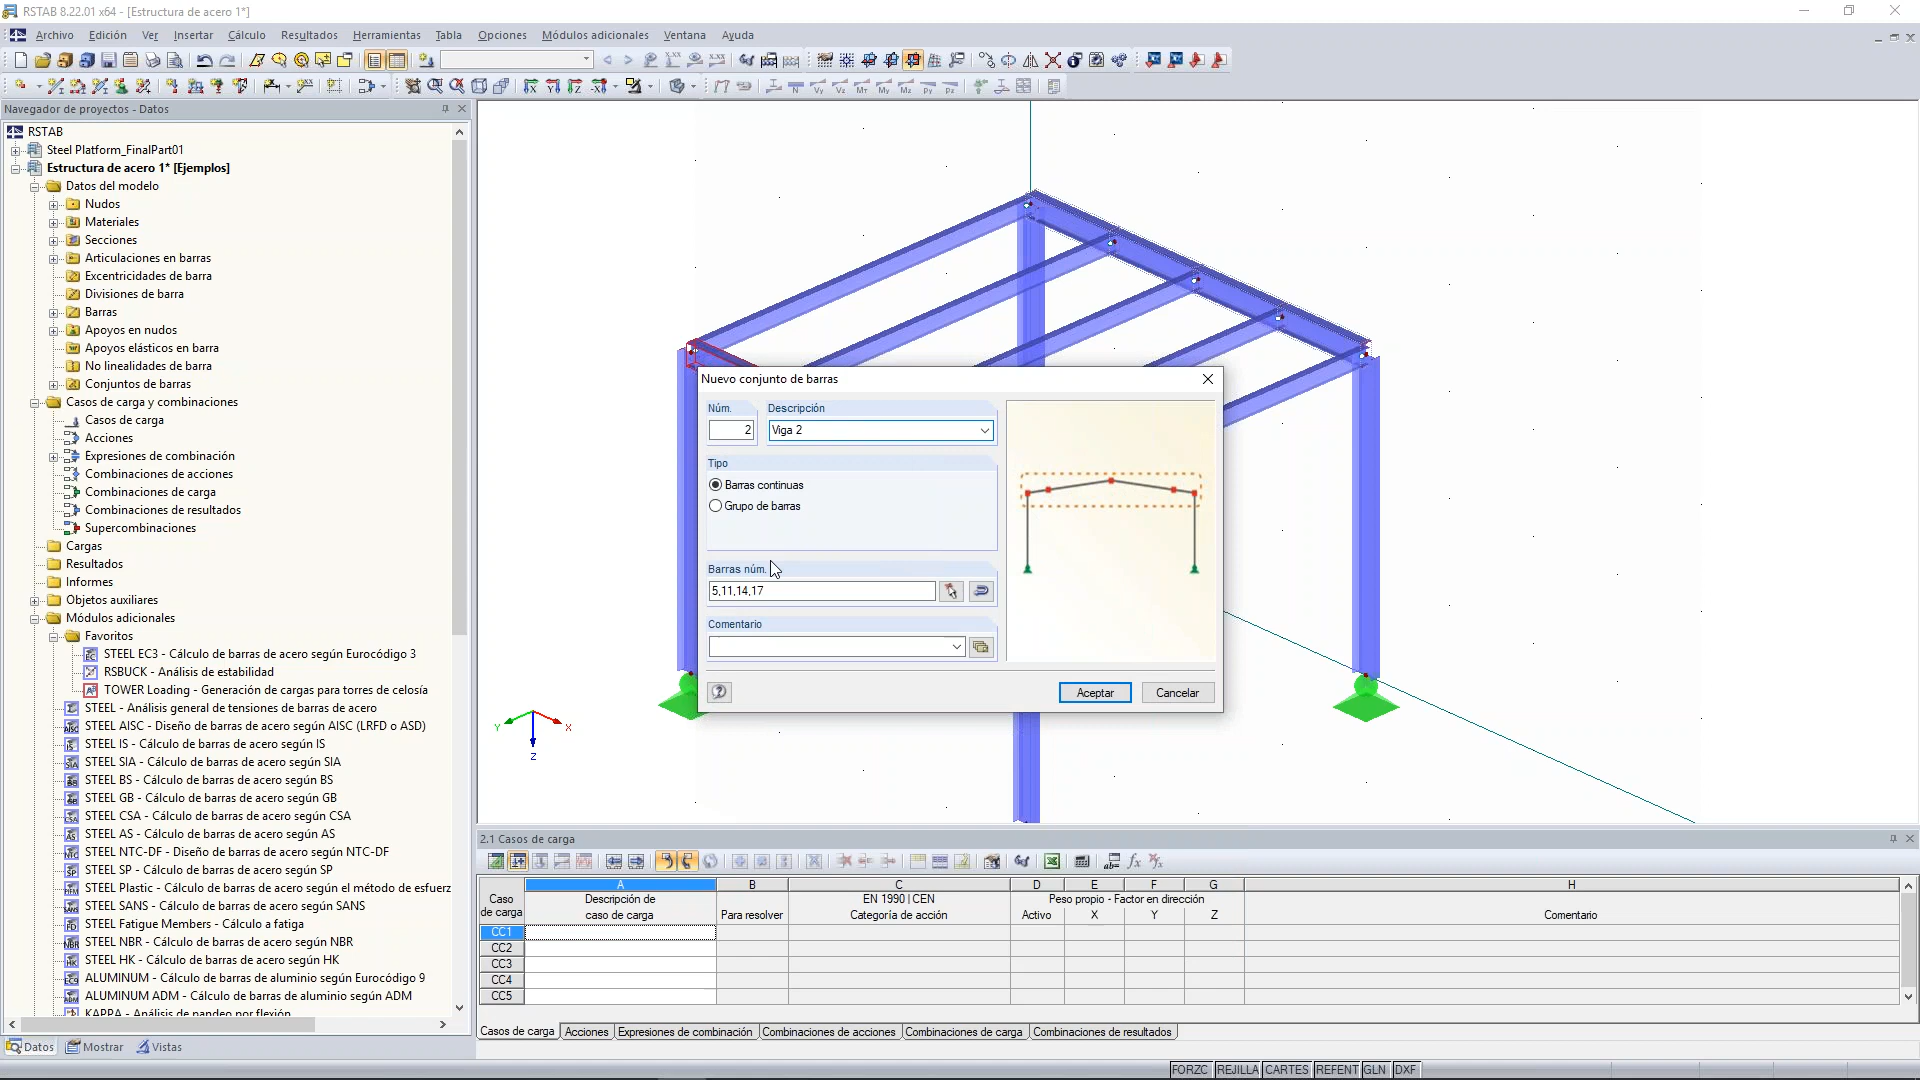 RSTAB 8.22.01 x64 - [Estructura de acero 1*]
Archivo Edición Ver Insertar Cálculo Resultados Herramientas Tabla Opciones Módulos adicionales Ventana Ayuda
Navegador de proyectos - Datos
RSTAB
Steel Platform_FinalPart01
Estructura de acero 1* [Ejemplos]
Datos del modelo
Nudos
Materiales
Secciones
Articulaciones en barras
Excentricidades de barra
Divisiones de barra
Barras
Apoyos en nudos
Apoyos elásticos en barra
No linealidades de barra
Conjuntos de barras
Casos de carga y combinaciones
Casos de carga
Acciones
Expresiones de combinación
Combinaciones de acciones
Combinaciones de carga
Combinaciones de resultados
Supercombinaciones
Cargas
Resultados
Informes
Objetos auxiliares
Módulos adicionales
Favoritos
STEEL EC3 - Cálculo de barras de acero según Eurocódigo 3
RSBUCK - Análisis de estabilidad
TOWER Loading - Generación de cargas para torres de celosía
STEEL - Análisis general de tensiones de barras de acero
STEEL AISC - Diseño de barras de acero según AISC (LRFD o ASD)
STEEL IS - Cálculo de barras de acero según IS
STEEL SIA - Cálculo de barras de acero según SIA
STEEL BS - Cálculo de barras de acero según BS
STEEL GB - Cálculo de barras de acero según GB
STEEL CSA - Cálculo de barras de acero según CSA
STEEL AS - Cálculo de barras de acero según AS
STEEL NTC-DF - Diseño de barras de acero según NTC-DF
STEEL SP - Cálculo de barras de acero según SP
STEEL Plastic - Cálculo de barras de acero según el método de esfuerz
STEEL SANS - Cálculo de barras de acero según SANS
STEEL Fatigue Members - Cálculo a fatiga
STEEL NBR - Cálculo de barras de acero según NBR
STEEL HK - Cálculo de barras de acero según HK
ALUMINUM - Cálculo de barras de aluminio según Eurocódigo 9
ALUMINUM ADM - Cálculo de barras de aluminio según ADM
KAPPA - Análisis de pandeo por flexión
Datos Mostrar Vistas
Nuevo conjunto de barras
Núm. Descripción
2 Viga 2
Tipo
Barras continuas
Grupo de barras
Barras núm.
5,11,14,17
Comentario
Aceptar Cancelar
Y X
Z
2.1 Casos de carga
A B C D E F G H
Caso Descripción de EN 1990 | CEN Peso propio - Factor en dirección
de carga caso de carga Para resolver Categoría de acción Activo X Y Z Comentario
CC1
CC2
CC3
CC4
CC5
Casos de carga Acciones Expresiones de combinación Combinaciones de acciones Combinaciones de carga Combinaciones de resultados
FORZC REJILLA CARTES REFENT GLN DXF